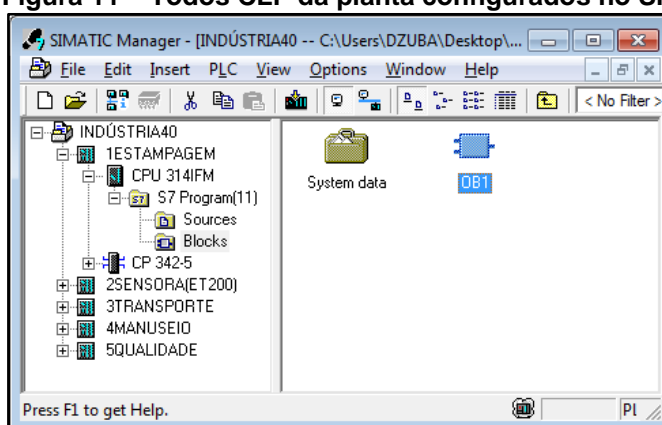 Figura 11 – Todos CLP da planta configurados no
SIMATIC Manager - [INDÚSTRIA40 -- C:\Users\DZUBA\Desktop\...
File Edit Insert PLC View Options Window Help
< No Filter >
INDÚSTRIA40
1ESTAMPAGEM
CPU 314IFM
S7 Program(11)
Sources
Blocks
CP 342-5
2SENSORA(ET200)
3TRANSPORTE
4MANUSEIO
5QUALIDADE
System data
OB1
Press F1 to get Help.
PL